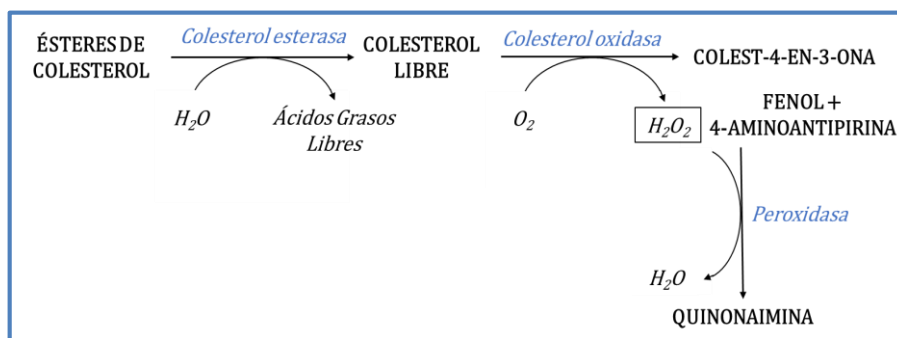 ÉSTERES DE
COLESTEROL
Colesterol esterasa
H₂O
Ácidos Grasos
Libres
COLESTEROL
LIBRE
Colesterol oxidasa
O₂
H₂O₂
COLEST-4-EN-3-ONA
FENOL +
4-AMINOANTIPIRINA
Peroxidasa
H₂O
QUINONAIMINA